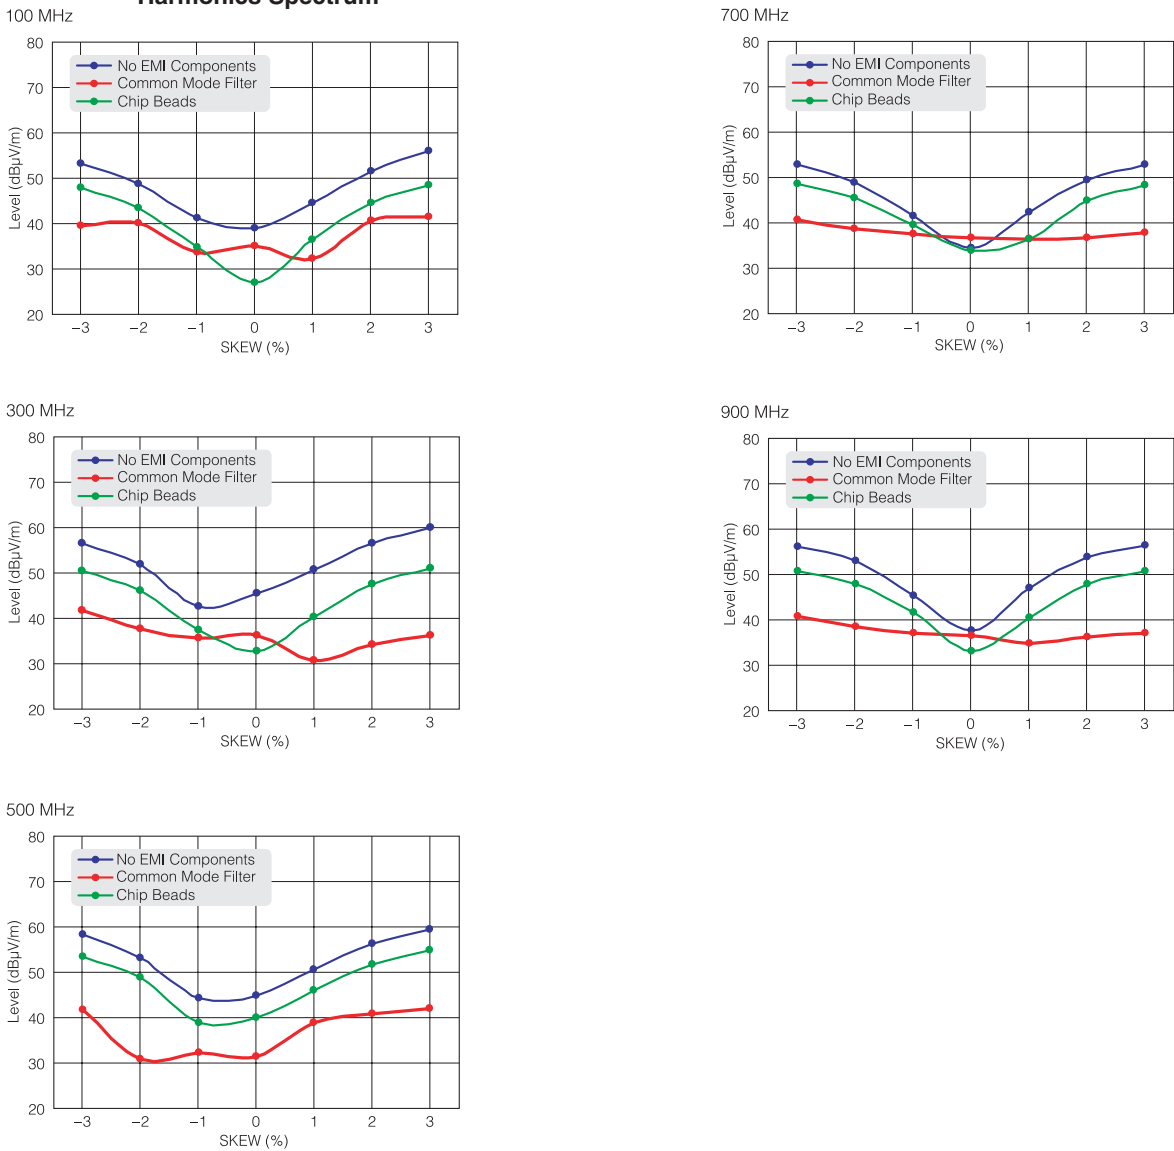 Harmonics Spectrum
100 MHz
80
70
60
50
40
30
20
Level (dBµV/m)
No EMI Components
Common Mode Filter
Chip Beads
−3 −2 −1 0 1 2 3
SKEW (%)
300 MHz
80
70
60
50
40
30
20
Level (dBµV/m)
No EMI Components
Common Mode Filter
Chip Beads
−3 −2 −1 0 1 2 3
SKEW (%)
500 MHz
80
70
60
50
40
30
20
Level (dBµV/m)
No EMI Components
Common Mode Filter
Chip Beads
−3 −2 −1 0 1 2 3
SKEW (%)
700 MHz
80
70
60
50
40
30
20
Level (dBµV/m)
No EMI Components
Common Mode Filter
Chip Beads
−3 −2 −1 0 1 2 3
SKEW (%)
900 MHz
80
70
60
50
40
30
20
Level (dBµV/m)
No EMI Components
Common Mode Filter
Chip Beads
−3 −2 −1 0 1 2 3
SKEW (%)